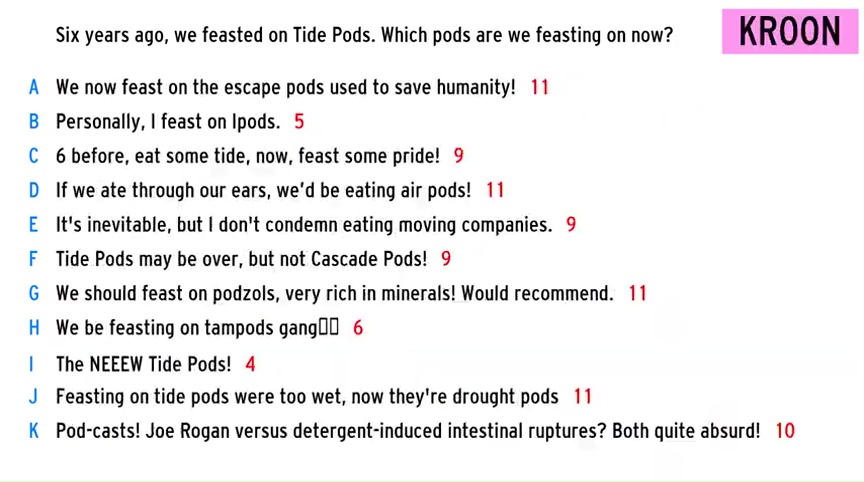 Six years ago, we feasted on Tide Pods. Which pods are we feasting on now?
KROON
A We now feast on the escape pods used to save humanity! 11
B Personally, I feast on Ipods. 5
C 6 before, eat some tide, now, feast some pride! 9
D If we ate through our ears, we'd be eating air pods! 11
E It's inevitable, but I don't condemn eating moving companies. 9
F Tide Pods may be over, but not Cascade Pods! 9
G We should feast on podzols, very rich in minerals! Would recommend. 11
H We be feasting on tampods gang▯▯ 6
I The NEEEW Tide Pods! 4
J Feasting on tide pods were too wet, now they're drought pods 11
K Pod-casts! Joe Rogan versus detergent-induced intestinal ruptures? Both quite absurd! 10